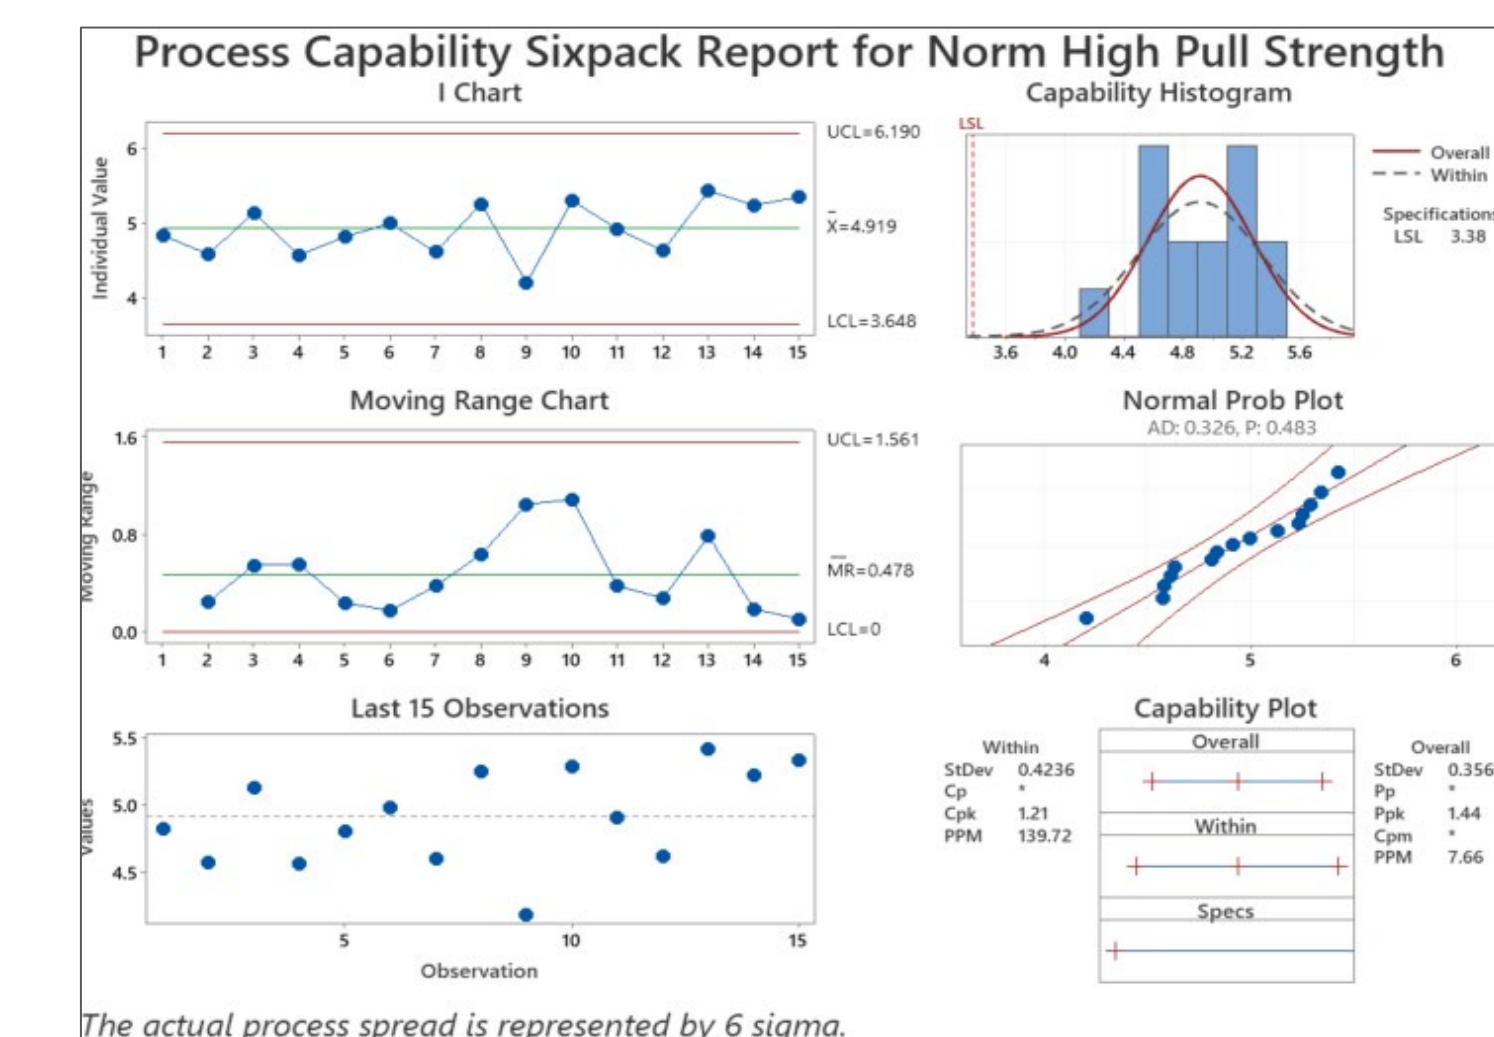 Process Capability Sixpack Report for Norm High Pull Strength
I Chart
Individual Value
6
5
4
UCL=6.190
X̄=4.919
LCL=3.648
1 2 3 4 5 6 7 8 9 10 11 12 13 14 15
Capability Histogram
LSL
3.6 4.0 4.4 4.8 5.2 5.6
Overall
Within
Specifications
LSL 3.38
Moving Range Chart
Moving Range
1.6
0.8
0.0
UCL=1.561
M̅R̅=0.478
LCL=0
1 2 3 4 5 6 7 8 9 10 11 12 13 14 15
Normal Prob Plot
AD: 0.326, P: 0.483
4 5 6
Last 15 Observations
Values
5.5
5.0
4.5
5 10 15
Observation
Capability Plot
Within
StDev 0.4236
Cp *
Cpk 1.21
PPM 139.72
Overall
Within
Specs
Overall
StDev 0.356
Pp *
Ppk 1.44
Cpm *
PPM 7.66
The actual process spread is represented by 6 sigma.